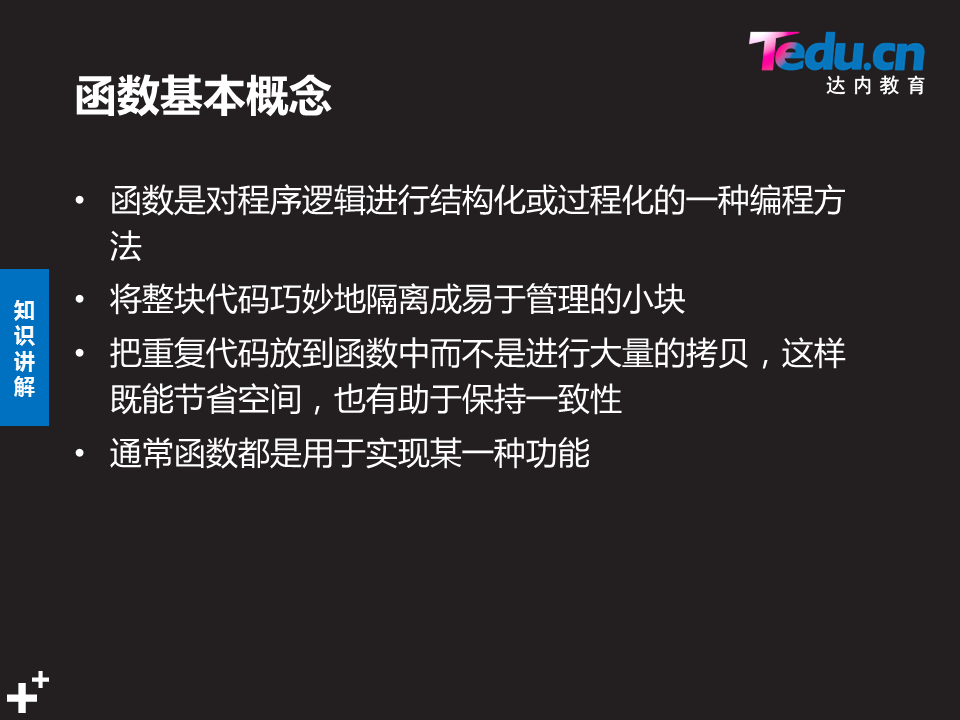 Tedu.cn
达内教育
函数基本概念
• 函数是对程序逻辑进行结构化或过程化的一种编程方
法
• 将整块代码巧妙地隔离成易于管理的小块
• 把重复代码放到函数中而不是进行大量的拷贝，这样
既能节省空间，也有助于保持一致性
• 通常函数都是用于实现某一种功能
知
识
讲
解